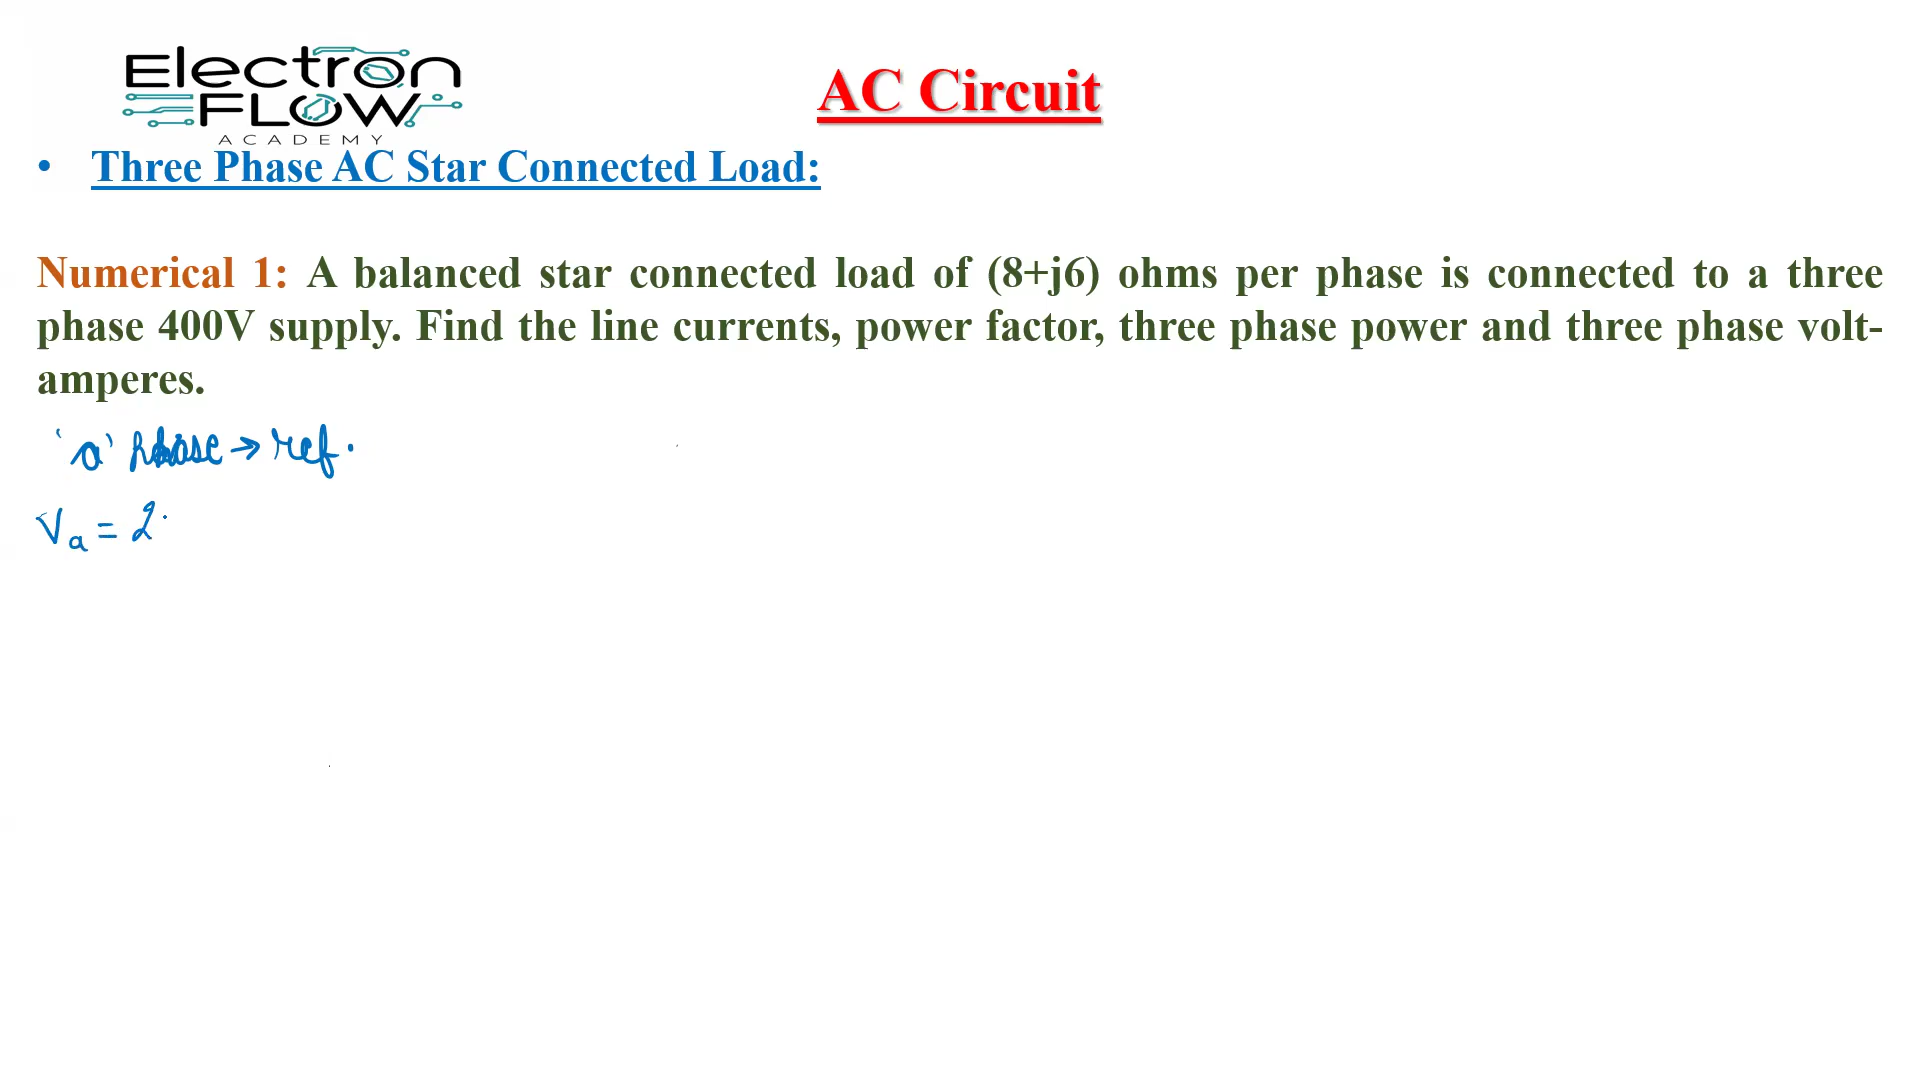 Electron
FLOW
ACADEMY
AC Circuit
• Three Phase AC Star Connected Load:
Numerical 1: A balanced star connected load of (8+j6) ohms per phase is connected to a three
phase 400V supply. Find the line currents, power factor, three phase power and three phase volt-
amperes.
'a' phase → ref.
Va = 2